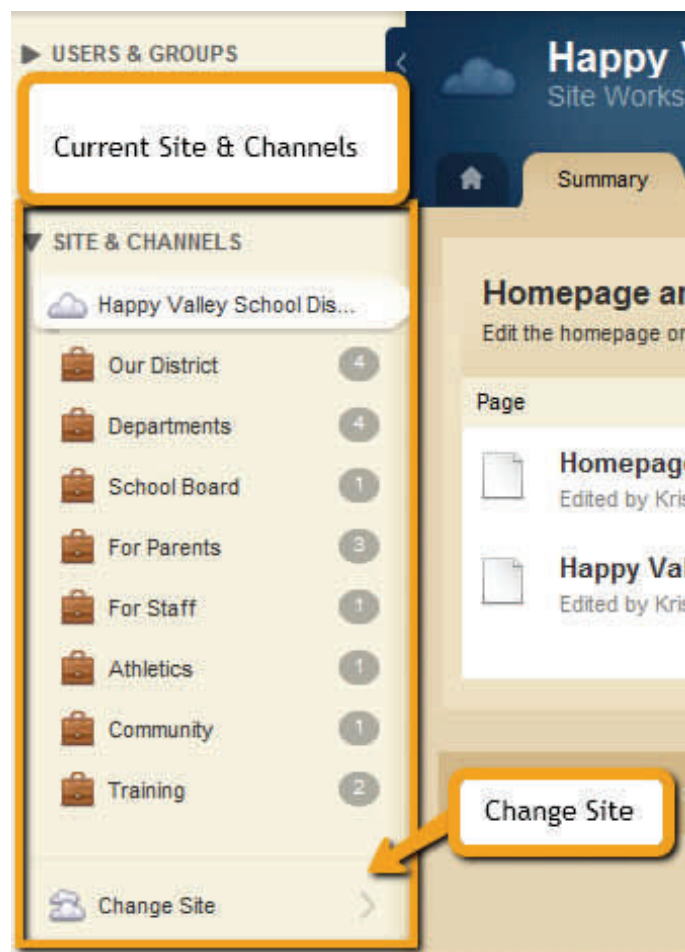 USERS & GROUPS
Current Site & Channels
SITE & CHANNELS
Happy Valley School Dis...
Our District 4
Departments 4
School Board 1
For Parents 3
For Staff 1
Athletics 1
Community 1
Training 2
Change Site
Happy
Site Works
Summary
Homepage
Edit the homepage or
Page
Homepage
Edited by Kris
Happy Val
Edited by Kris
Change Site